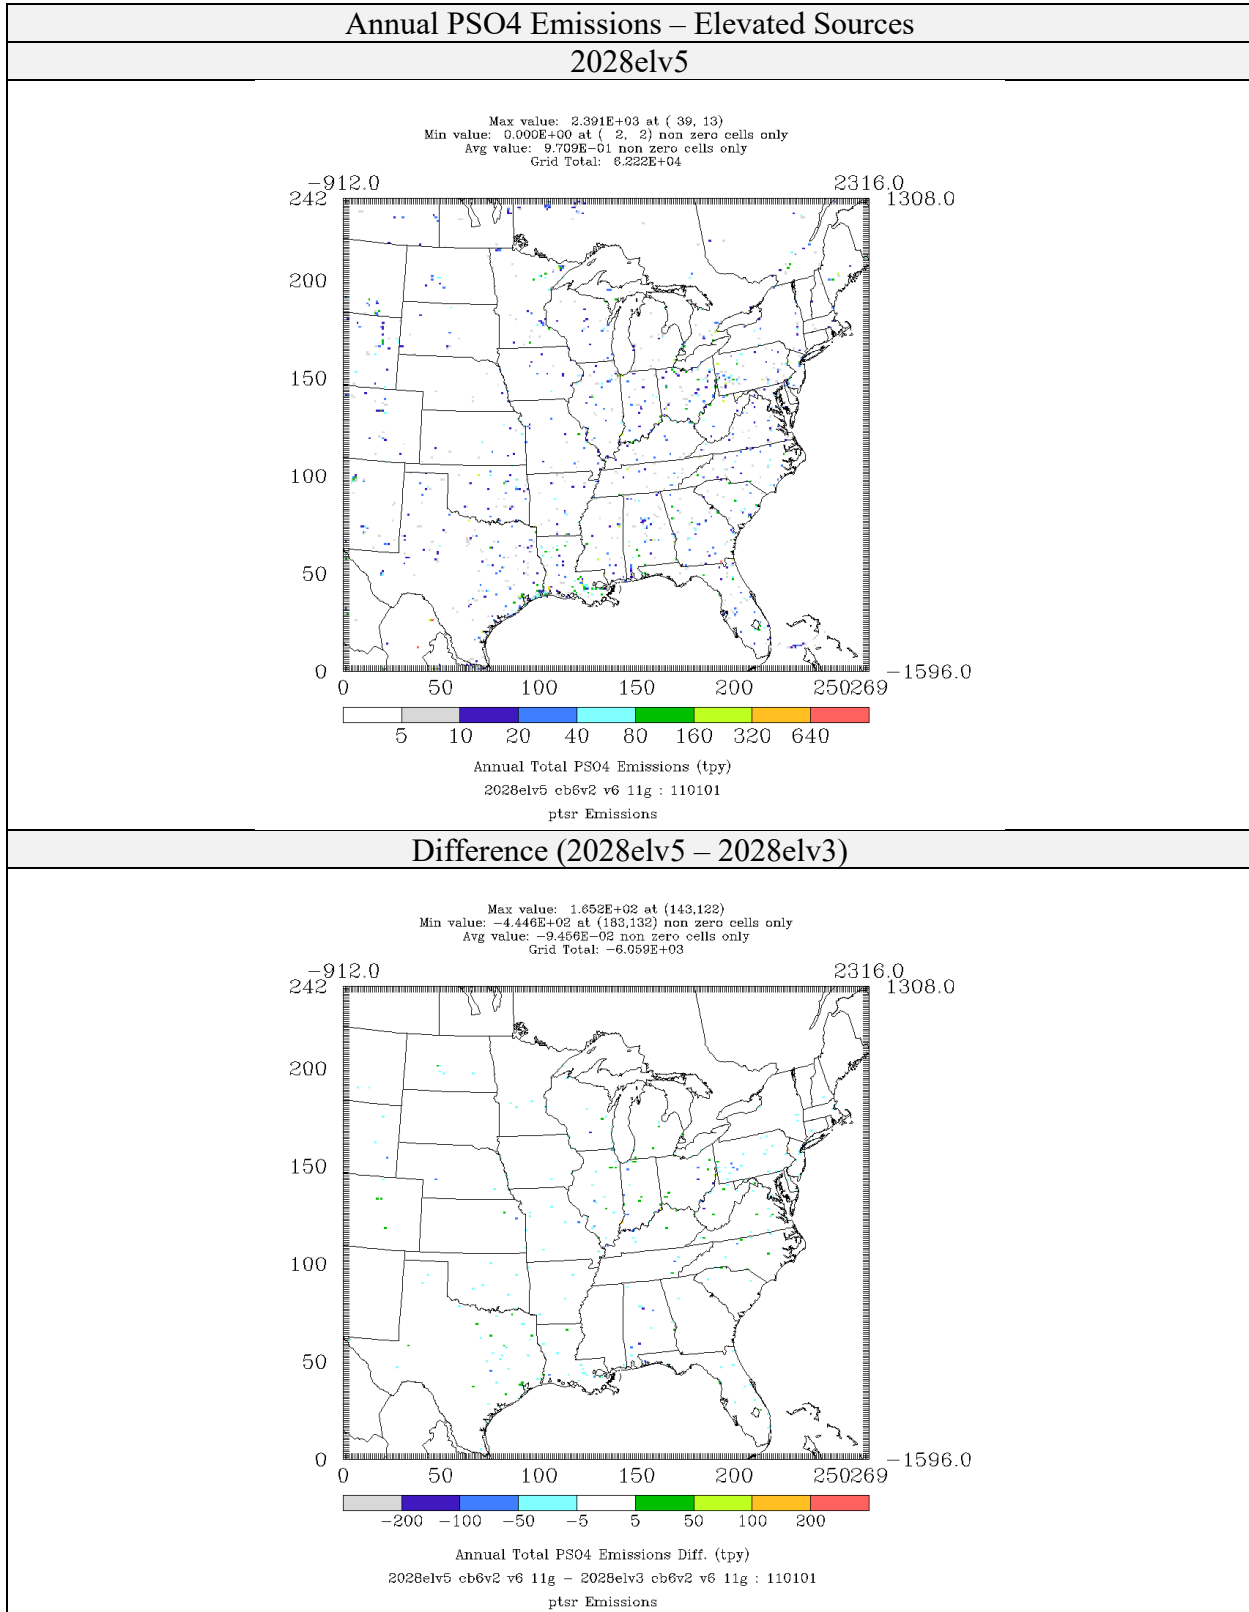 Annual PSO4 Emissions – Elevated Sources
2028elv5
Max value: 2.391E+03 at ( 39, 13)
Min value: 0.000E+00 at ( 2, 2) non zero cells only
Avg value: 9.709E-01 non zero cells only
Grid Total: 6.222E+04
-912.0 2316.0
242 1308.0
200
150
100
50
0 -1596.0
0 50 100 150 200 250269
5 10 20 40 80 160 320 640
Annual Total PSO4 Emissions (tpy)
2028elv5 cb6v2 v6 11g : 110101
ptsr Emissions
Difference (2028elv5 – 2028elv3)
Max value: 1.652E+02 at (143,122)
Min value: -4.446E+02 at (183,132) non zero cells only
Avg value: -9.456E-02 non zero cells only
Grid Total: -6.059E+03
-912.0 2316.0
242 1308.0
200
150
100
50
0 -1596.0
0 50 100 150 200 250269
-200 -100 -50 -5 5 50 100 200
Annual Total PSO4 Emissions Diff. (tpy)
2028elv5 cb6v2 v6 11g - 2028elv3 cb6v2 v6 11g : 110101
ptsr Emissions